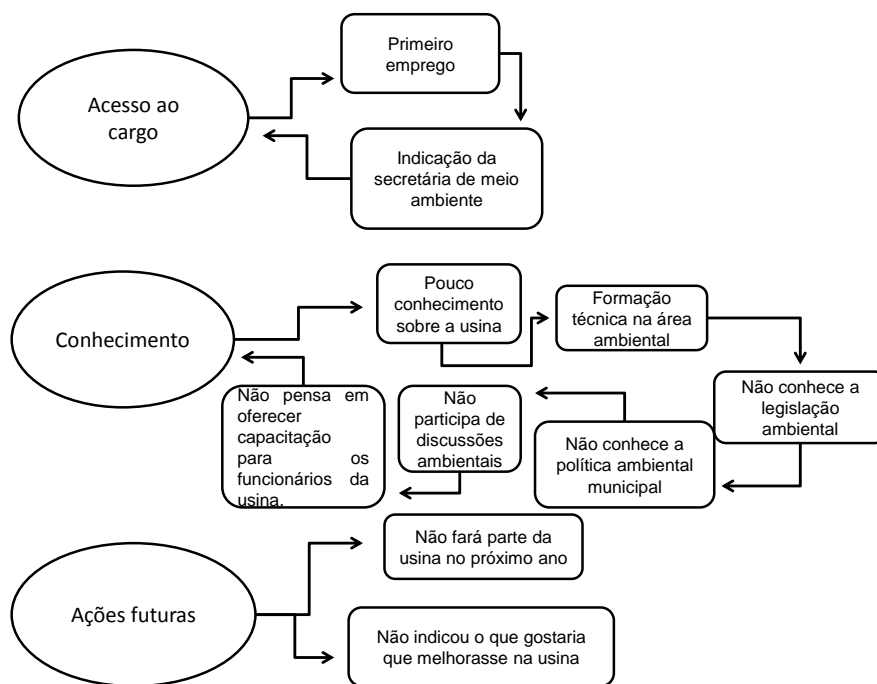 Primeiro
emprego
Acesso ao
cargo
Indicação da
secretária de meio
ambiente
Conhecimento
Pouco
conhecimento
sobre a usina
Formação
técnica na área
ambiental
Não conhece a
legislação
ambiental
Não conhece a
política ambiental
municipal
Não
participa de
discussões
ambientais
Não pensa em
oferecer
capacitação
para os
funcionários da
usina.
Ações futuras
Não fará parte da
usina no próximo ano
Não indicou o que gostaria
que melhorasse na usina